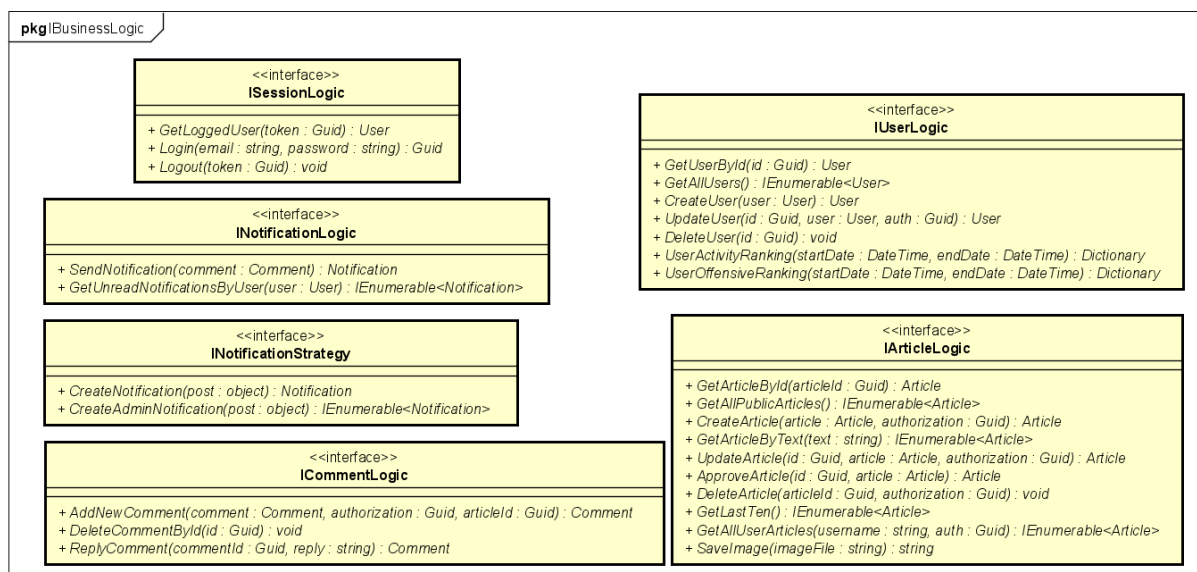 pkg IBusinessLogic
<<interface>>
ISessionLogic
+ GetLoggedUser(token : Guid) : User
+ Login(email : string, password : string) : Guid
+ Logout(token : Guid) : void
<<interface>>
INotificationLogic
+ SendNotification(comment : Comment) : Notification
+ GetUnreadNotificationsByUser(user : User) : IEnumerable<Notification>
<<interface>>
INotificationStrategy
+ CreateNotification(post : object) : Notification
+ CreateAdminNotification(post : object) : IEnumerable<Notification>
<<interface>>
ICommentLogic
+ AddNewComment(comment : Comment, authorization : Guid, articleId : Guid) : Comment
+ DeleteCommentById(id : Guid) : void
+ ReplyComment(commentId : Guid, reply : string) : Comment
<<interface>>
IUserLogic
+ GetUserById(id : Guid) : User
+ GetAllUsers() : IEnumerable<User>
+ CreateUser(user : User) : User
+ UpdateUser(id : Guid, user : User, auth : Guid) : User
+ DeleteUser(id : Guid) : void
+ UserActivityRanking(startDate : DateTime, endDate : DateTime) : Dictionary
+ UserOffensiveRanking(startDate : DateTime, endDate : DateTime) : Dictionary
<<interface>>
IArticleLogic
+ GetArticleById(articleId : Guid) : Article
+ GetAllPublicArticles() : IEnumerable<Article>
+ CreateArticle(article : Article, authorization : Guid) : Article
+ GetArticleByText(text : string) : IEnumerable<Article>
+ UpdateArticle(id : Guid, article : Article, authorization : Guid) : Article
+ ApproveArticle(id : Guid, article : Article) : Article
+ DeleteArticle(articleId : Guid, authorization : Guid) : void
+ GetLastTen() : IEnumerable<Article>
+ GetAllUserArticles(username : string, auth : Guid) : IEnumerable<Article>
+ SaveImage(imageFile : string) : string